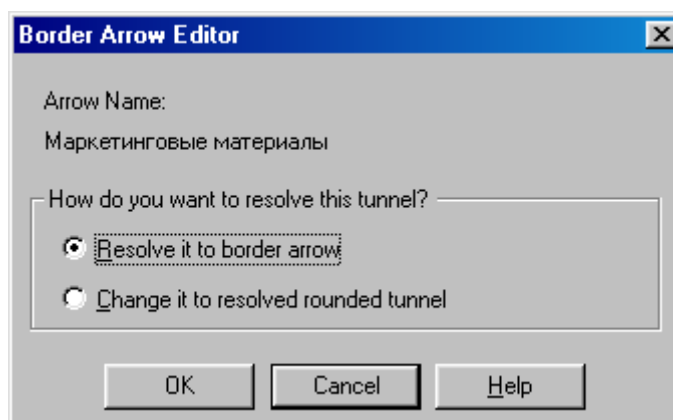 Border Arrow Editor
Arrow Name:
Маркетинговые материалы
How do you want to resolve this tunnel?
Resolve it to border arrow
Change it to resolved rounded tunnel
OK Cancel Help